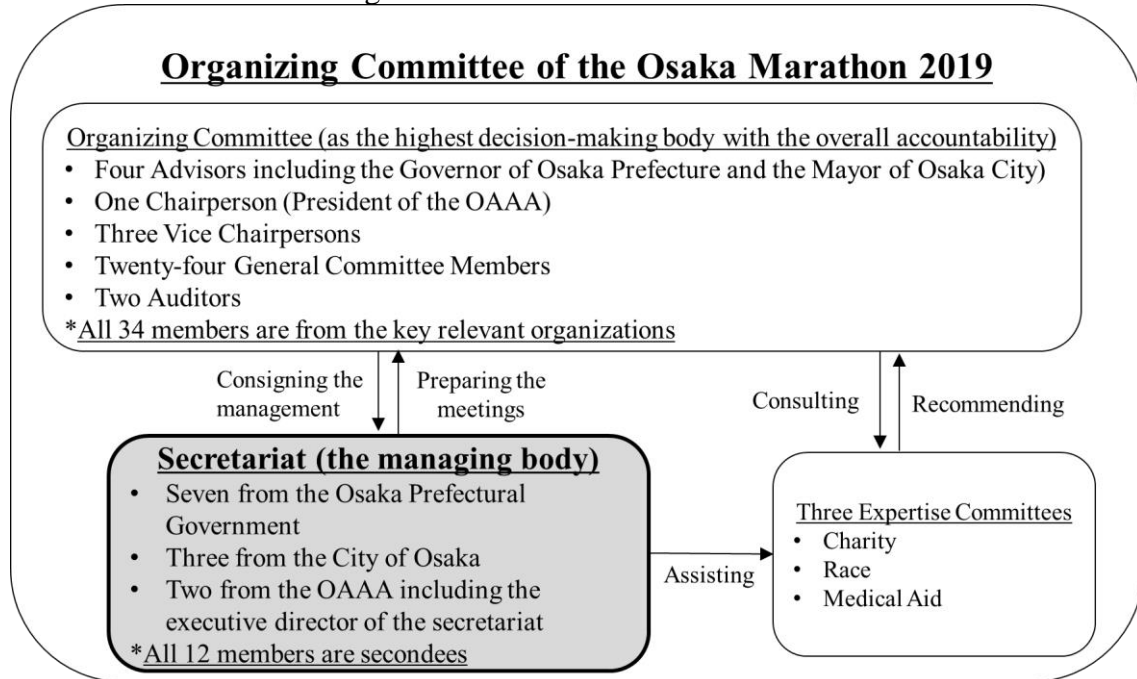 Organizing Committee of the Osaka Marathon 2019
Organizing Committee (as the highest decision-making body with the overall accountability)
• Four Advisors including the Governor of Osaka Prefecture and the Mayor of Osaka City)
• One Chairperson (President of the OAAA)
• Three Vice Chairpersons
• Twenty-four General Committee Members
• Two Auditors
*All 34 members are from the key relevant organizations
Consigning the
management
Preparing the
meetings
Consulting
Recommending
Secretariat (the managing body)
• Seven from the Osaka Prefectural
Government
• Three from the City of Osaka
• Two from the OAAA including the
executive director of the secretariat
*All 12 members are secondees
Assisting
Three Expertise Committees
• Charity
• Race
• Medical Aid